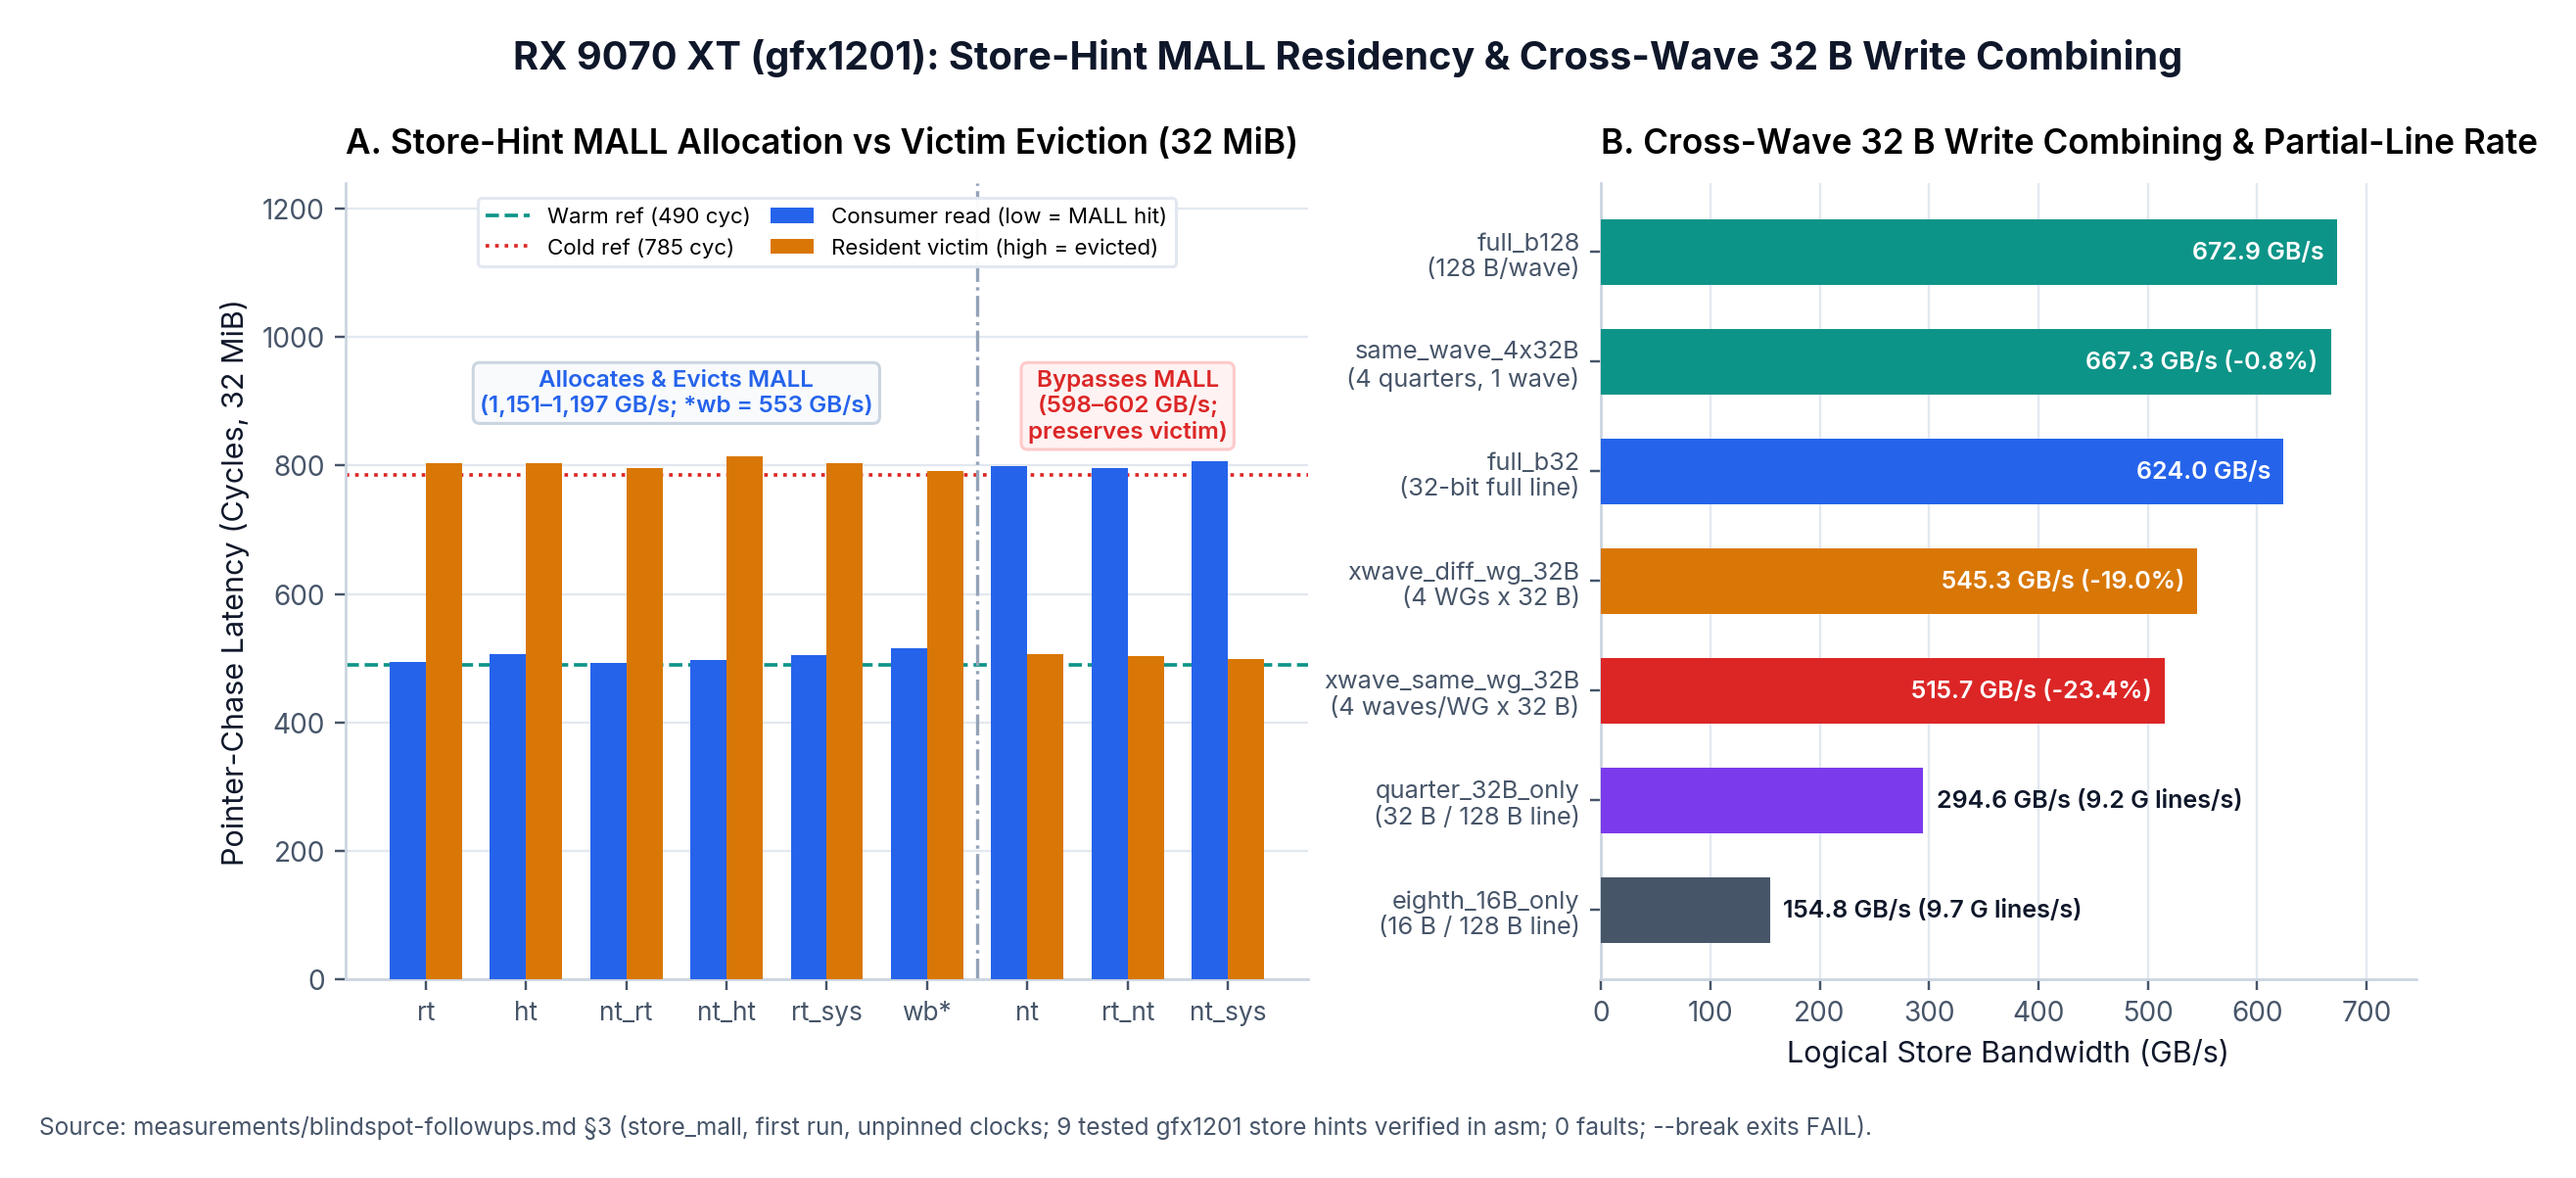 RX 9070 XT (gfx1201): Store-Hint MALL Residency & Cross-Wave 32 B Write Combining
A. Store-Hint MALL Allocation vs Victim Eviction (32 MiB)
Pointer-Chase Latency (Cycles, 32 MiB)
1200
1000
800
600
400
200
0
Warm ref (490 cyc)
Cold ref (785 cyc)
Consumer read (low = MALL hit)
Resident victim (high = evicted)
Allocates & Evicts MALL
(1,151–1,197 GB/s; *wb = 553 GB/s)
Bypasses MALL
(598–602 GB/s;
preserves victim)
rt
ht
nt_rt
nt_ht
rt_sys
wb*
nt
rt_nt
nt_sys
B. Cross-Wave 32 B Write Combining & Partial-Line Rate
full_b128
(128 B/wave)
672.9 GB/s
same_wave_4x32B
(4 quarters, 1 wave)
667.3 GB/s (-0.8%)
full_b32
(32-bit full line)
624.0 GB/s
xwave_diff_wg_32B
(4 WGs x 32 B)
545.3 GB/s (-19.0%)
xwave_same_wg_32B
(4 waves/WG x 32 B)
515.7 GB/s (-23.4%)
quarter_32B_only
(32 B / 128 B line)
294.6 GB/s (9.2 G lines/s)
eighth_16B_only
(16 B / 128 B line)
154.8 GB/s (9.7 G lines/s)
0
100
200
300
400
500
600
700
Logical Store Bandwidth (GB/s)
Source: measurements/blindspot-followups.md §3 (store_mall, first run, unpinned clocks; 9 tested gfx1201 store hints verified in asm; 0 faults; --break exits FAIL).